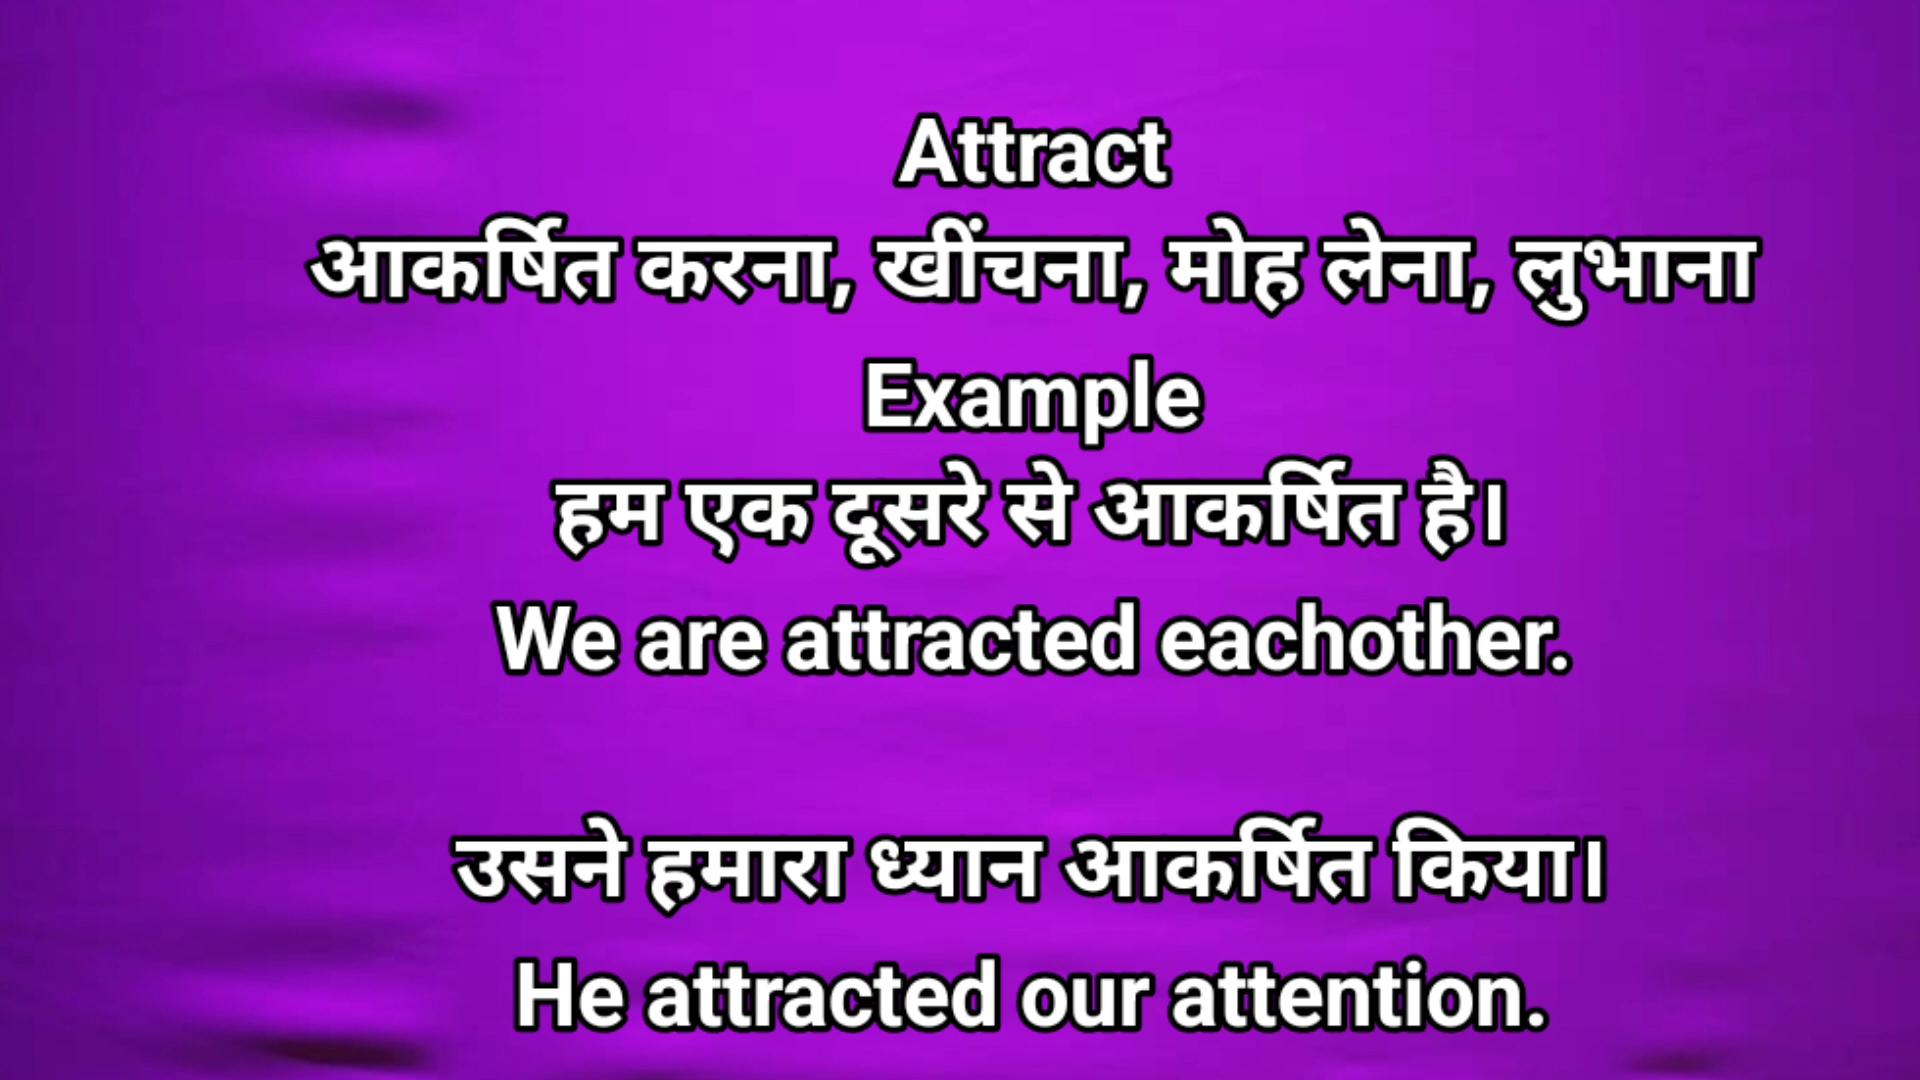 Attract
आकर्षित करना, खींचना, मोह लेना, लुभाना
Example
हम एक दूसरे से आकर्षित है।
We are attracted eachother.
उसने हमारा ध्यान आकर्षित किया।
He attracted our attention.